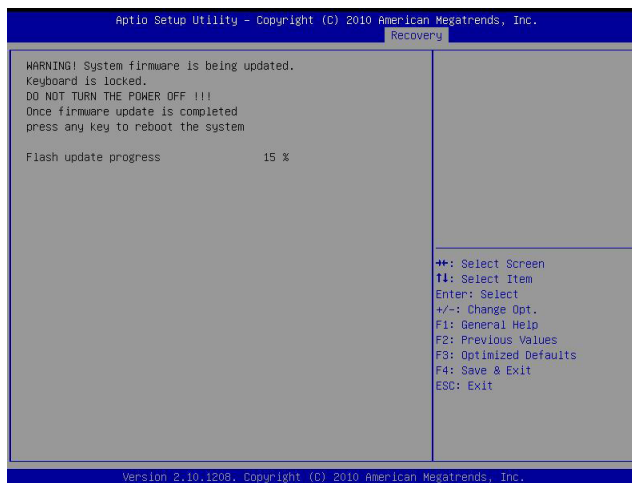 Aptio Setup Utility – Copyright (C) 2010 American Megatrends, Inc.
Recovery
WARNING! System firmware is being updated.
Keyboard is locked.
DO NOT TURN THE POWER OFF !!!
Once firmware update is completed
press any key to reboot the system
Flash update progress 15 %
→←: Select Screen
↑↓: Select Item
Enter: Select
+/-: Change Opt.
F1: General Help
F2: Previous Values
F3: Optimized Defaults
F4: Save & Exit
ESC: Exit
Version 2.10.1208. Copyright (C) 2010 American Megatrends, Inc.